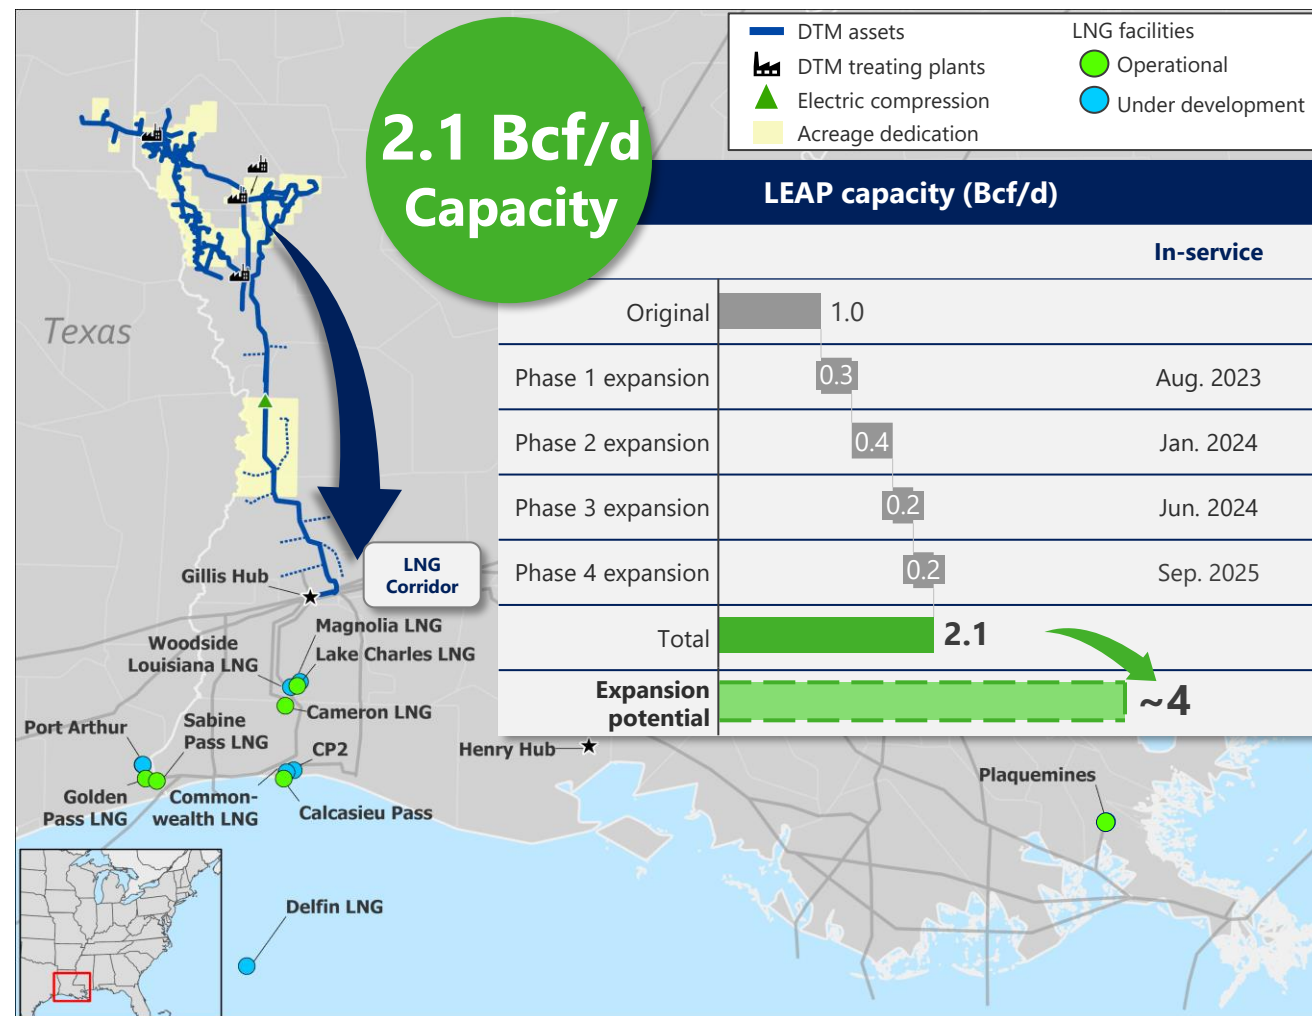 DTM assets
DTM treating plants
Electric compression
Acreage dedication
LNG facilities
Operational
Under development
2.1 Bcf/d
Capacity
LEAP capacity (Bcf/d)
In-service
Original 1.0
Phase 1 expansion 0.3 Aug. 2023
Phase 2 expansion 0.4 Jan. 2024
Phase 3 expansion 0.2 Jun. 2024
Phase 4 expansion 0.2 Sep. 2025
Total 2.1
Expansion
potential
~4
Texas
LNG
Corridor
Gillis Hub
Magnolia LNG
Woodside
Louisiana LNG
Lake Charles LNG
Cameron LNG
Port Arthur
Sabine
Pass LNG
CP2
Henry Hub
Golden
Pass LNG
Common-
wealth LNG
Calcasieu Pass
Plaquemines
Delfin LNG